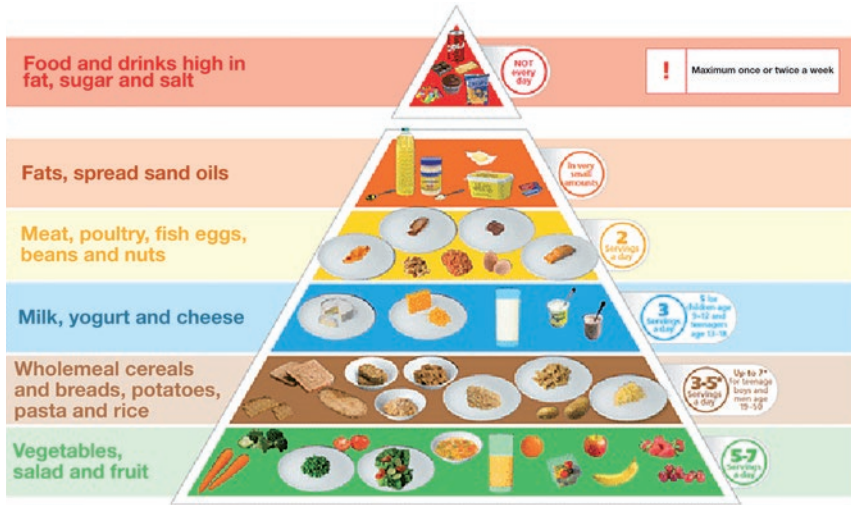 Food and drinks high in
fat, sugar and salt
NOT
every
day
!
Maximum once or twice a week
Fats, spread sand oils
in very
small
amounts
Meat, poultry, fish eggs,
beans and nuts
2
Servings
a day
Milk, yogurt and cheese
3
Servings
a day
5 for
children age
9-12 and
teenagers
age 13-18
Wholemeal cereals
and breads, potatoes,
pasta and rice
3-5*
Servings
a day
Up to 7*
for teenage
boys and
men age
19-50
Vegetables,
salad and fruit
5-7
Servings
a day